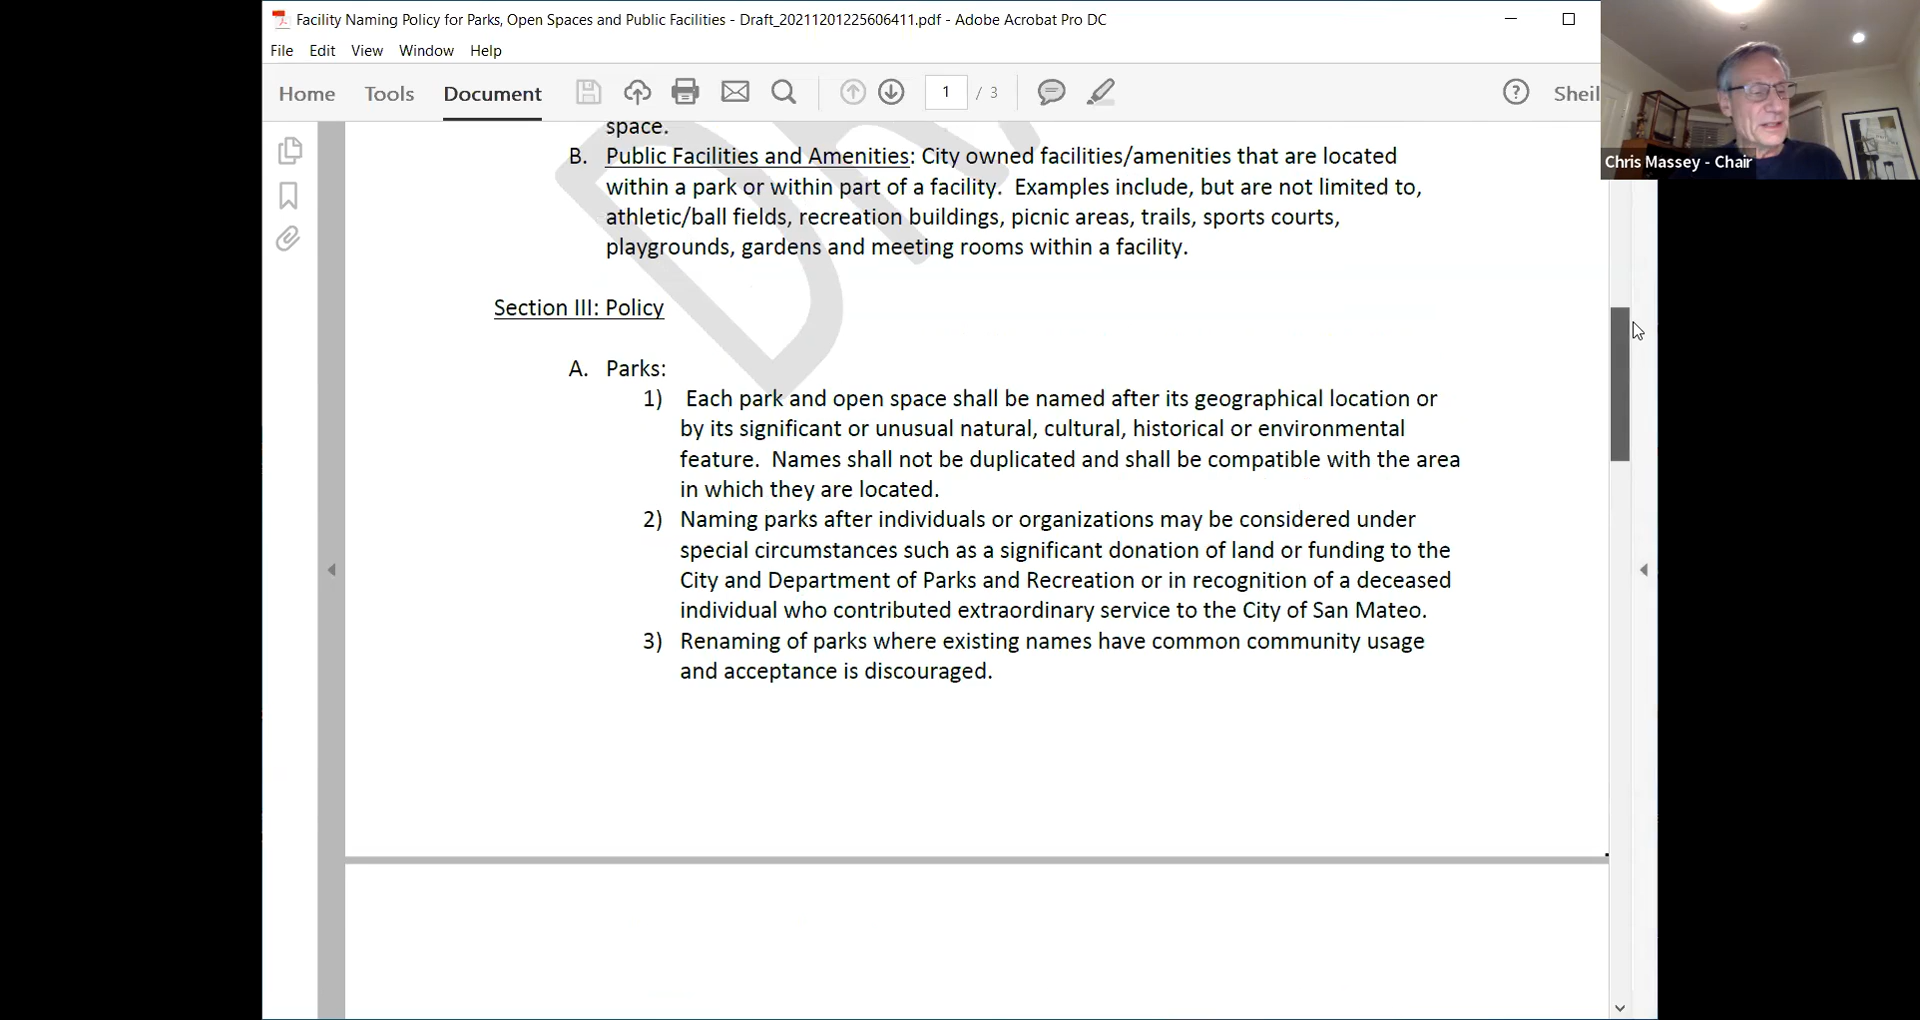 Facility Naming Policy for Parks, Open Spaces and Public Facilities - Draft_20211201225606411.pdf - Adobe Acrobat Pro DC
File Edit View Window Help
Home Tools Document 1 / 3 Sheil
Chris Massey - Chair
space.
B. Public Facilities and Amenities: City owned facilities/amenities that are located
within a park or within part of a facility. Examples include, but are not limited to,
athletic/ball fields, recreation buildings, picnic areas, trails, sports courts,
playgrounds, gardens and meeting rooms within a facility.
Section III: Policy
A. Parks:
1) Each park and open space shall be named after its geographical location or
by its significant or unusual natural, cultural, historical or environmental
feature. Names shall not be duplicated and shall be compatible with the area
in which they are located.
2) Naming parks after individuals or organizations may be considered under
special circumstances such as a significant donation of land or funding to the
City and Department of Parks and Recreation or in recognition of a deceased
individual who contributed extraordinary service to the City of San Mateo.
3) Renaming of parks where existing names have common community usage
and acceptance is discouraged.